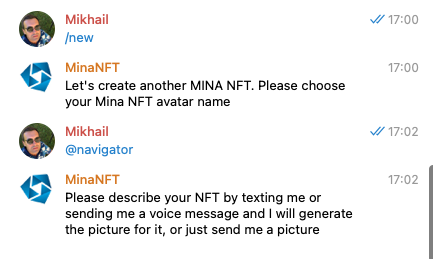 Mikhail 17:00
/new
MinaNFT 17:00
Let's create another MINA NFT. Please choose
your Mina NFT avatar name
Mikhail 17:02
@navigator
MinaNFT 17:02
Please describe your NFT by texting me or
sending me a voice message and I will generate
the picture for it, or just send me a picture